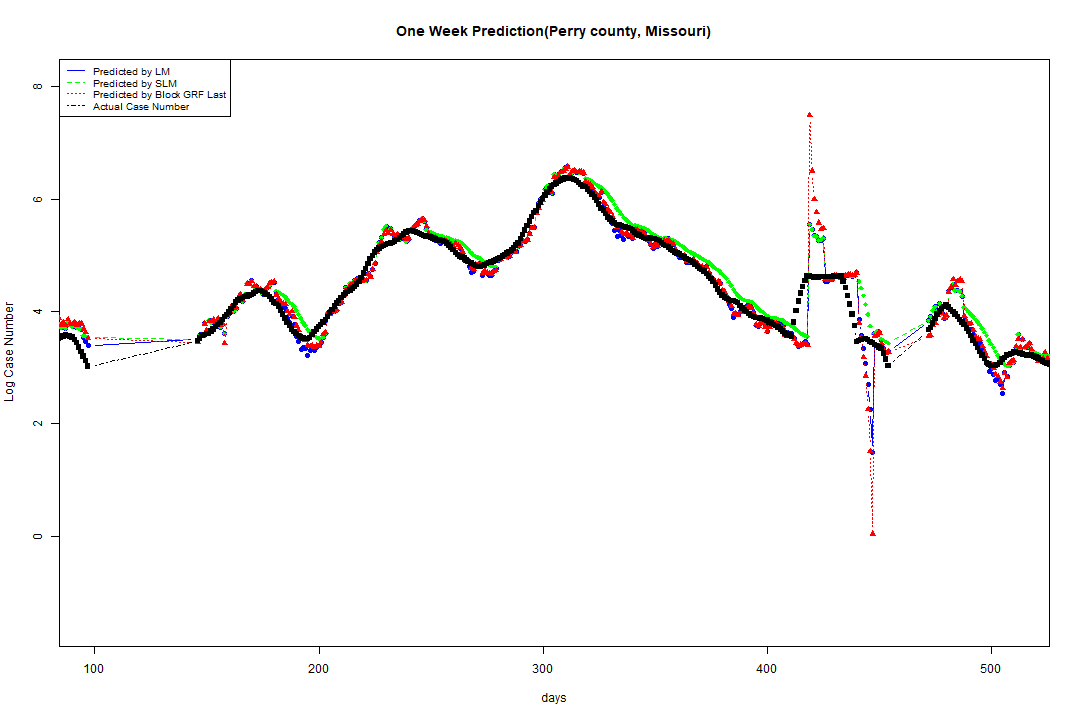 One Week Prediction(Perry county, Missouri)
Predicted by LM
Predicted by SLM
Predicted by Block GRF Last
Actual Case Number
8
6
4
2
0
Log Case Number
100 200 300 400 500
days